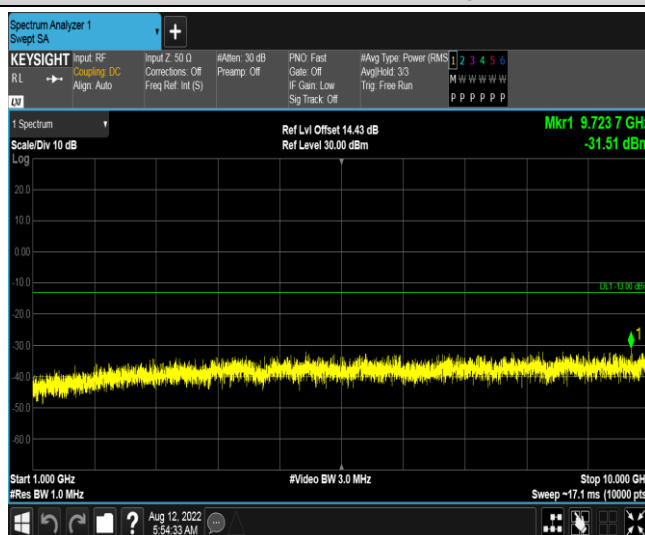 Spectrum Analyzer 1
Swept SA
+
KEYSIGHT
RL
LXI
Input: RF
Coupling: DC
Align: Auto
Input Z: 50 Ω
Corrections: Off
Freq Ref: Int (S)
#Atten: 30 dB
Preamp: Off
PNO: Fast
Gate: Off
IF Gain: Low
Sig Track: Off
#Avg Type: Power (RMS
Avg|Hold: 3/3
Trig: Free Run
1 2 3 4 5 6
M W W W W W
P P P P P P
1 Spectrum
Scale/Div 10 dB
Log
Ref Lvl Offset 14.43 dB
Ref Level 30.00 dBm
Mkr1 9.723 7 GHz
-31.51 dBm
20.0
10.0
0.00
-10.0
DL1 -13.00 dB
-20.0
1
-30.0
-40.0
-50.0
-60.0
Start 1.000 GHz
#Res BW 1.0 MHz
#Video BW 3.0 MHz
Stop 10.000 GH
Sweep ~17.1 ms (10000 pts
?
Aug 12, 2022
5:54:33 AM